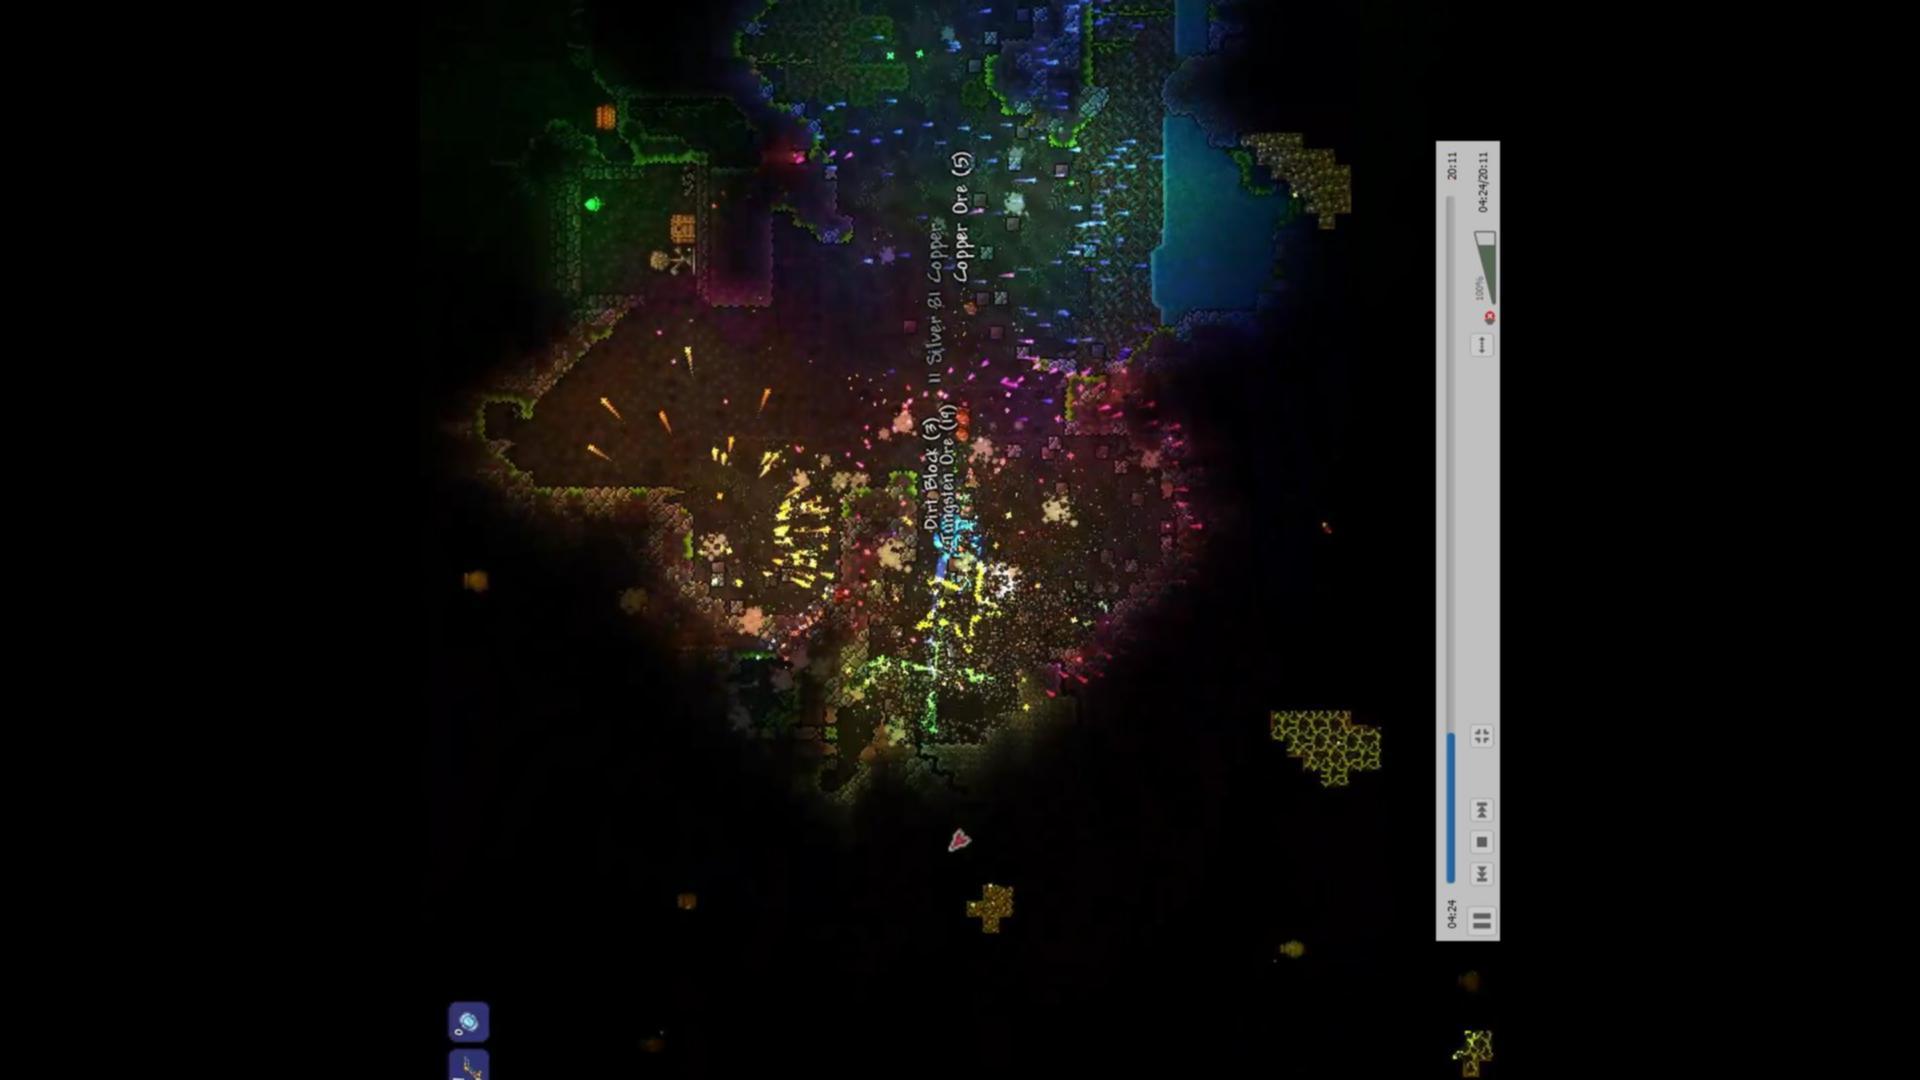 Copper Ore (5)
11 Silver 81 Copper
Dirt Block (3)
Tungsten Ore (19)
04:24
20:11
100%
04:24/20:11